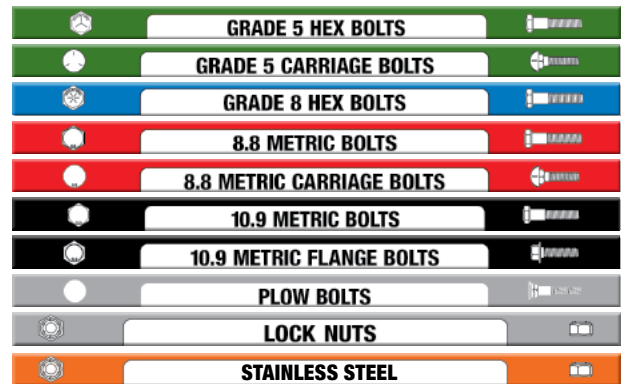 GRADE 5 HEX BOLTS
GRADE 5 CARRIAGE BOLTS
GRADE 8 HEX BOLTS
8.8 METRIC BOLTS
8.8 METRIC CARRIAGE BOLTS
10.9 METRIC BOLTS
10.9 METRIC FLANGE BOLTS
PLOW BOLTS
LOCK NUTS
STAINLESS STEEL